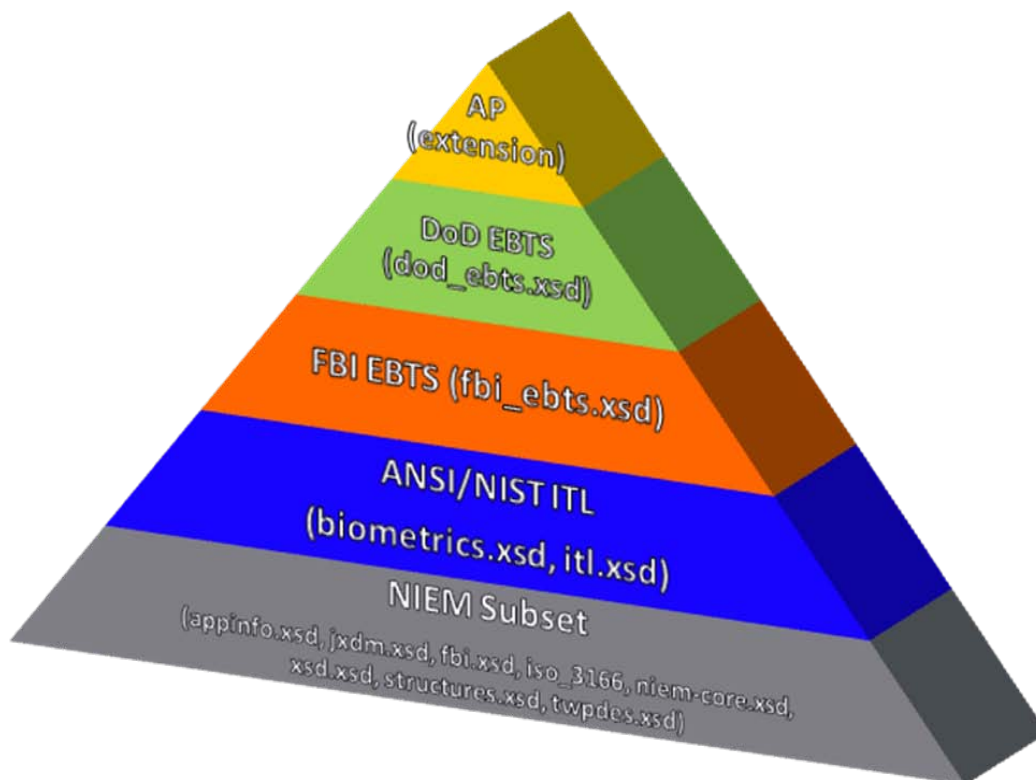 AP
(extension)
DoD EBTS
(dod_ebts.xsd)
FBI EBTS (fbi_ebts.xsd)
ANSI/NIST ITL
(biometrics.xsd, itl.xsd)
NIEM Subset
(appinfo.xsd, jxdm.xsd, fbi.xsd, iso_3166, niem-core.xsd,
xsd.xsd, structures.xsd, twpdes.xsd)